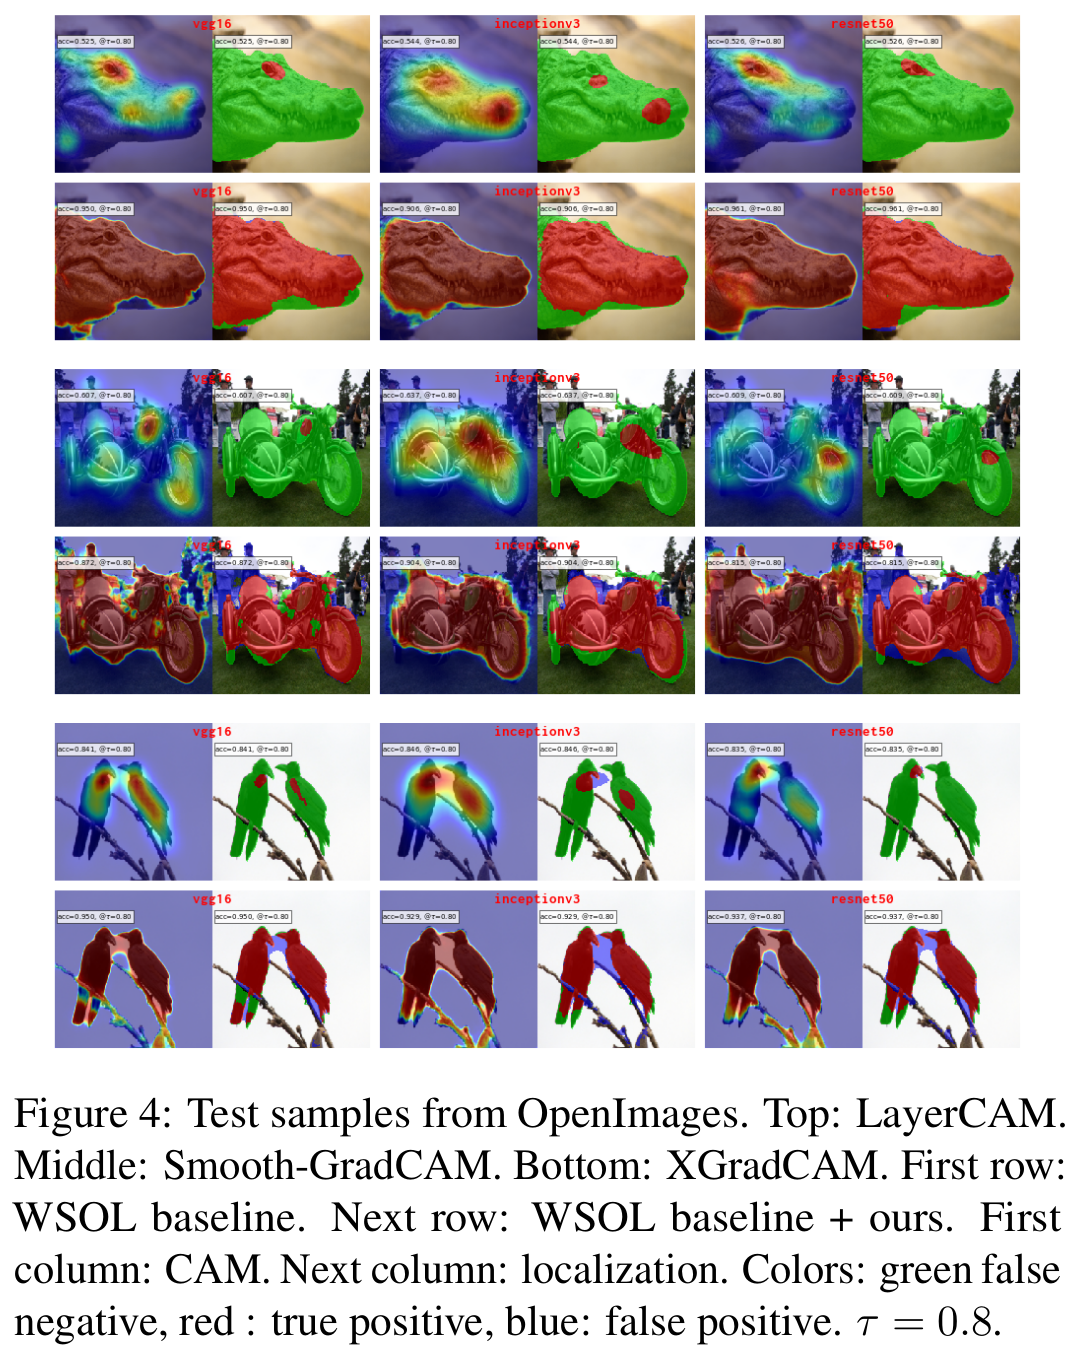 vgg16 inceptionv3 resnet50
acc=0.525, @τ=0.80 acc=0.525, @τ=0.80 acc=0.544, @τ=0.80 acc=0.544, @τ=0.80 acc=0.526, @τ=0.80 acc=0.526, @τ=0.80
vgg16 inceptionv3 resnet50
acc=0.950, @τ=0.80 acc=0.950, @τ=0.80 acc=0.906, @τ=0.80 acc=0.906, @τ=0.80 acc=0.961, @τ=0.80 acc=0.961, @τ=0.80
vgg16 inceptionv3 resnet50
acc=0.607, @τ=0.80 acc=0.607, @τ=0.80 acc=0.637, @τ=0.80 acc=0.637, @τ=0.80 acc=0.609, @τ=0.80 acc=0.609, @τ=0.80
vgg16 inceptionv3 resnet50
acc=0.872, @τ=0.80 acc=0.872, @τ=0.80 acc=0.904, @τ=0.80 acc=0.904, @τ=0.80 acc=0.815, @τ=0.80 acc=0.815, @τ=0.80
vgg16 inceptionv3 resnet50
acc=0.841, @τ=0.80 acc=0.841, @τ=0.80 acc=0.846, @τ=0.80 acc=0.846, @τ=0.80 acc=0.835, @τ=0.80 acc=0.835, @τ=0.80
vgg16 inceptionv3 resnet50
acc=0.950, @τ=0.80 acc=0.950, @τ=0.80 acc=0.929, @τ=0.80 acc=0.929, @τ=0.80 acc=0.937, @τ=0.80 acc=0.937, @τ=0.80
Figure 4: Test samples from OpenImages. Top: LayerCAM.
Middle: Smooth-GradCAM. Bottom: XGradCAM. First row:
WSOL baseline. Next row: WSOL baseline + ours. First
column: CAM. Next column: localization. Colors: green false
negative, red : true positive, blue: false positive. τ = 0.8.